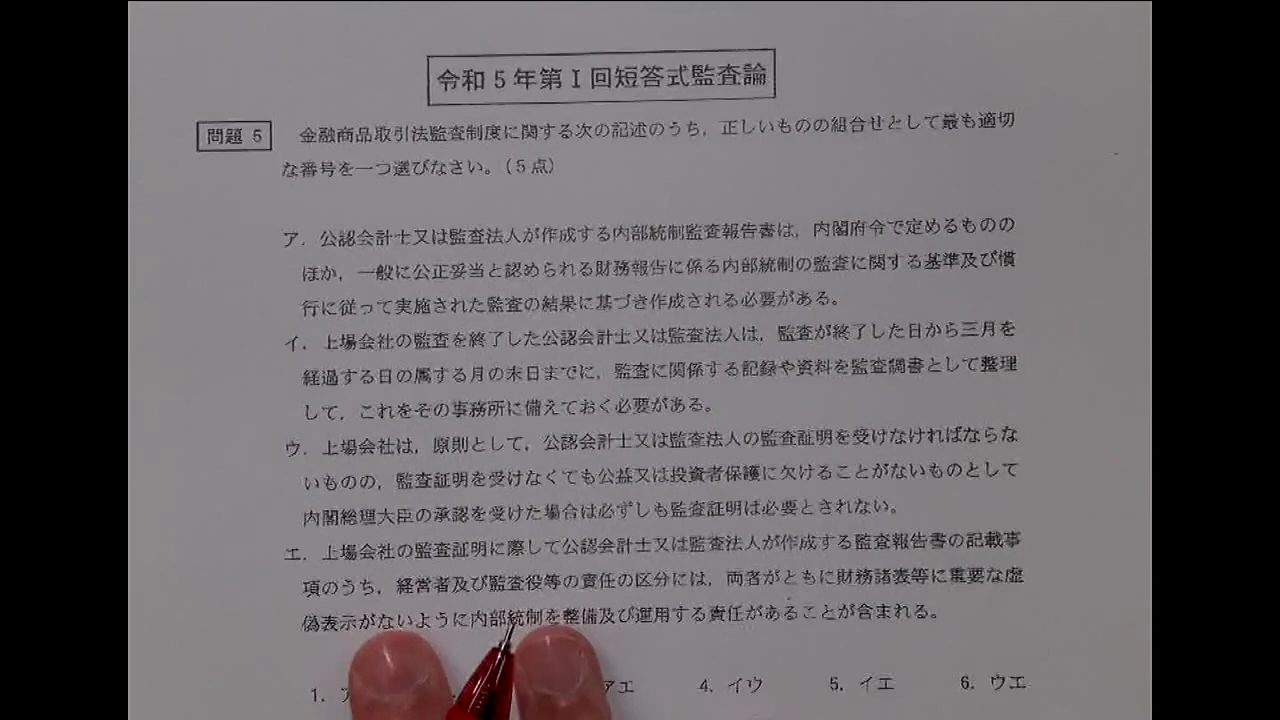 令和5年第Ⅰ回短答式監査論
問題 5 金融商品取引法監査制度に関する次の記述のうち，正しいものの組合せとして最も適切
な番号を一つ選びなさい。（5点）
ア．公認会計士又は監査法人が作成する内部統制監査報告書は，内閣府令で定めるものの
ほか，一般に公正妥当と認められる財務報告に係る内部統制の監査に関する基準及び慣
行に従って実施された監査の結果に基づき作成される必要がある。
イ．上場会社の監査を終了した公認会計士又は監査法人は，監査が終了した日から三月を
経過する日の属する月の末日までに，監査に関係する記録や資料を監査調書として整理
して，これをその事務所に備えておく必要がある。
ウ．上場会社は，原則として，公認会計士又は監査法人の監査証明を受けなければならな
いものの，監査証明を受けなくても公益又は投資者保護に欠けることがないものとして
内閣総理大臣の承認を受けた場合は必ずしも監査証明は必要とされない。
エ．上場会社の監査証明に際して公認会計士又は監査法人が作成する監査報告書の記載事
項のうち，経営者及び監査役等の責任の区分には，両者がともに財務諸表等に重要な虚
偽表示がないように内部統制を整備及び運用する責任があることが含まれる。
1．ア アエ 4．イウ 5．イエ 6．ウエ